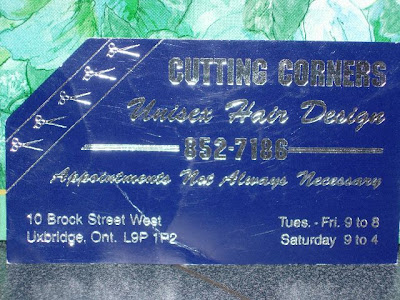 CUTTING CORNERS
Unisex Hair Design
852-7186
Appointments Not Always Necessary
10 Brock Street West
Uxbridge, Ont. L9P 1P2
Tues. - Fri. 9 to 8
Saturday 9 to 4